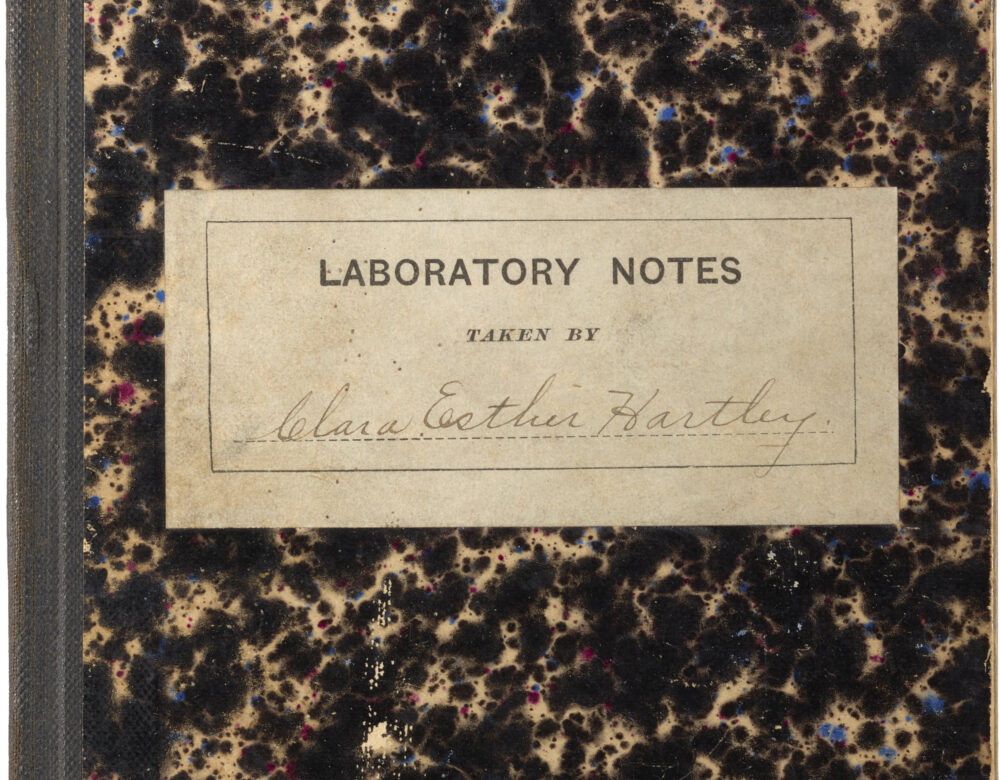 LABORATORY NOTES
TAKEN BY
Clara Esther Hartley.